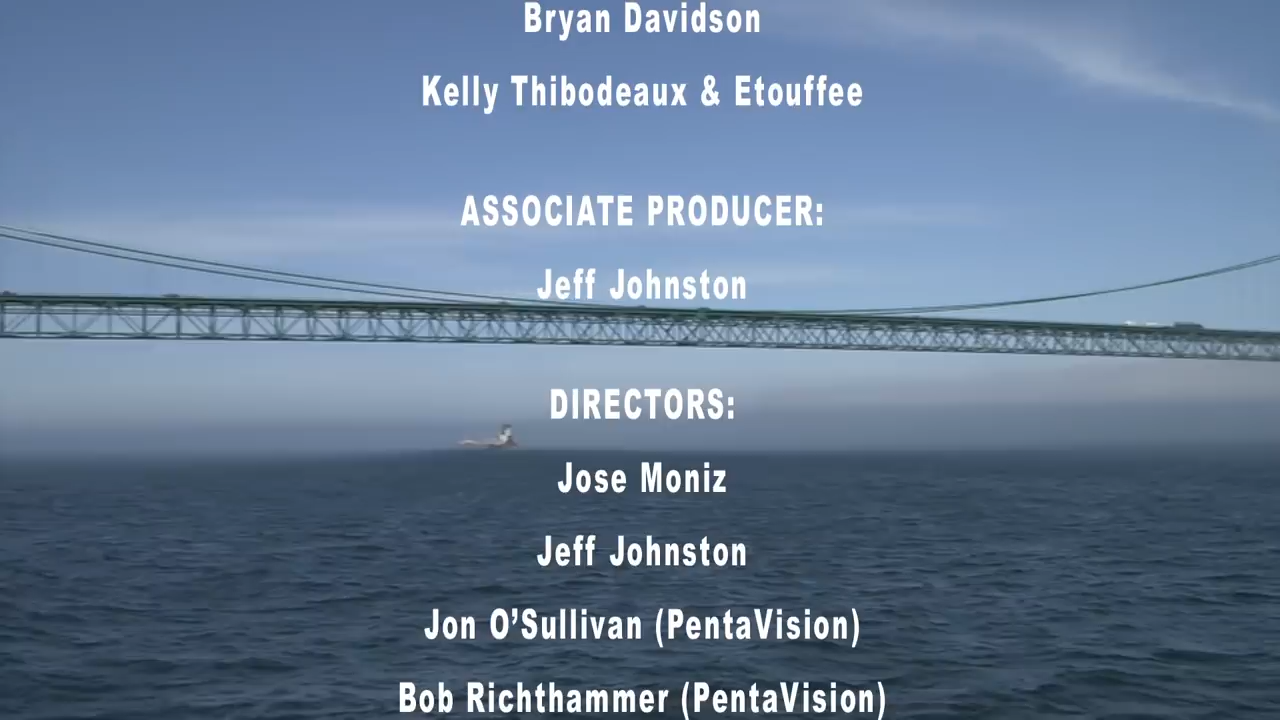 Bryan Davidson
Kelly Thibodeaux & Etouffee
ASSOCIATE PRODUCER:
Jeff Johnston
DIRECTORS:
Jose Moniz
Jeff Johnston
Jon O’Sullivan (PentaVision)
Bob Richthammer (PentaVision)